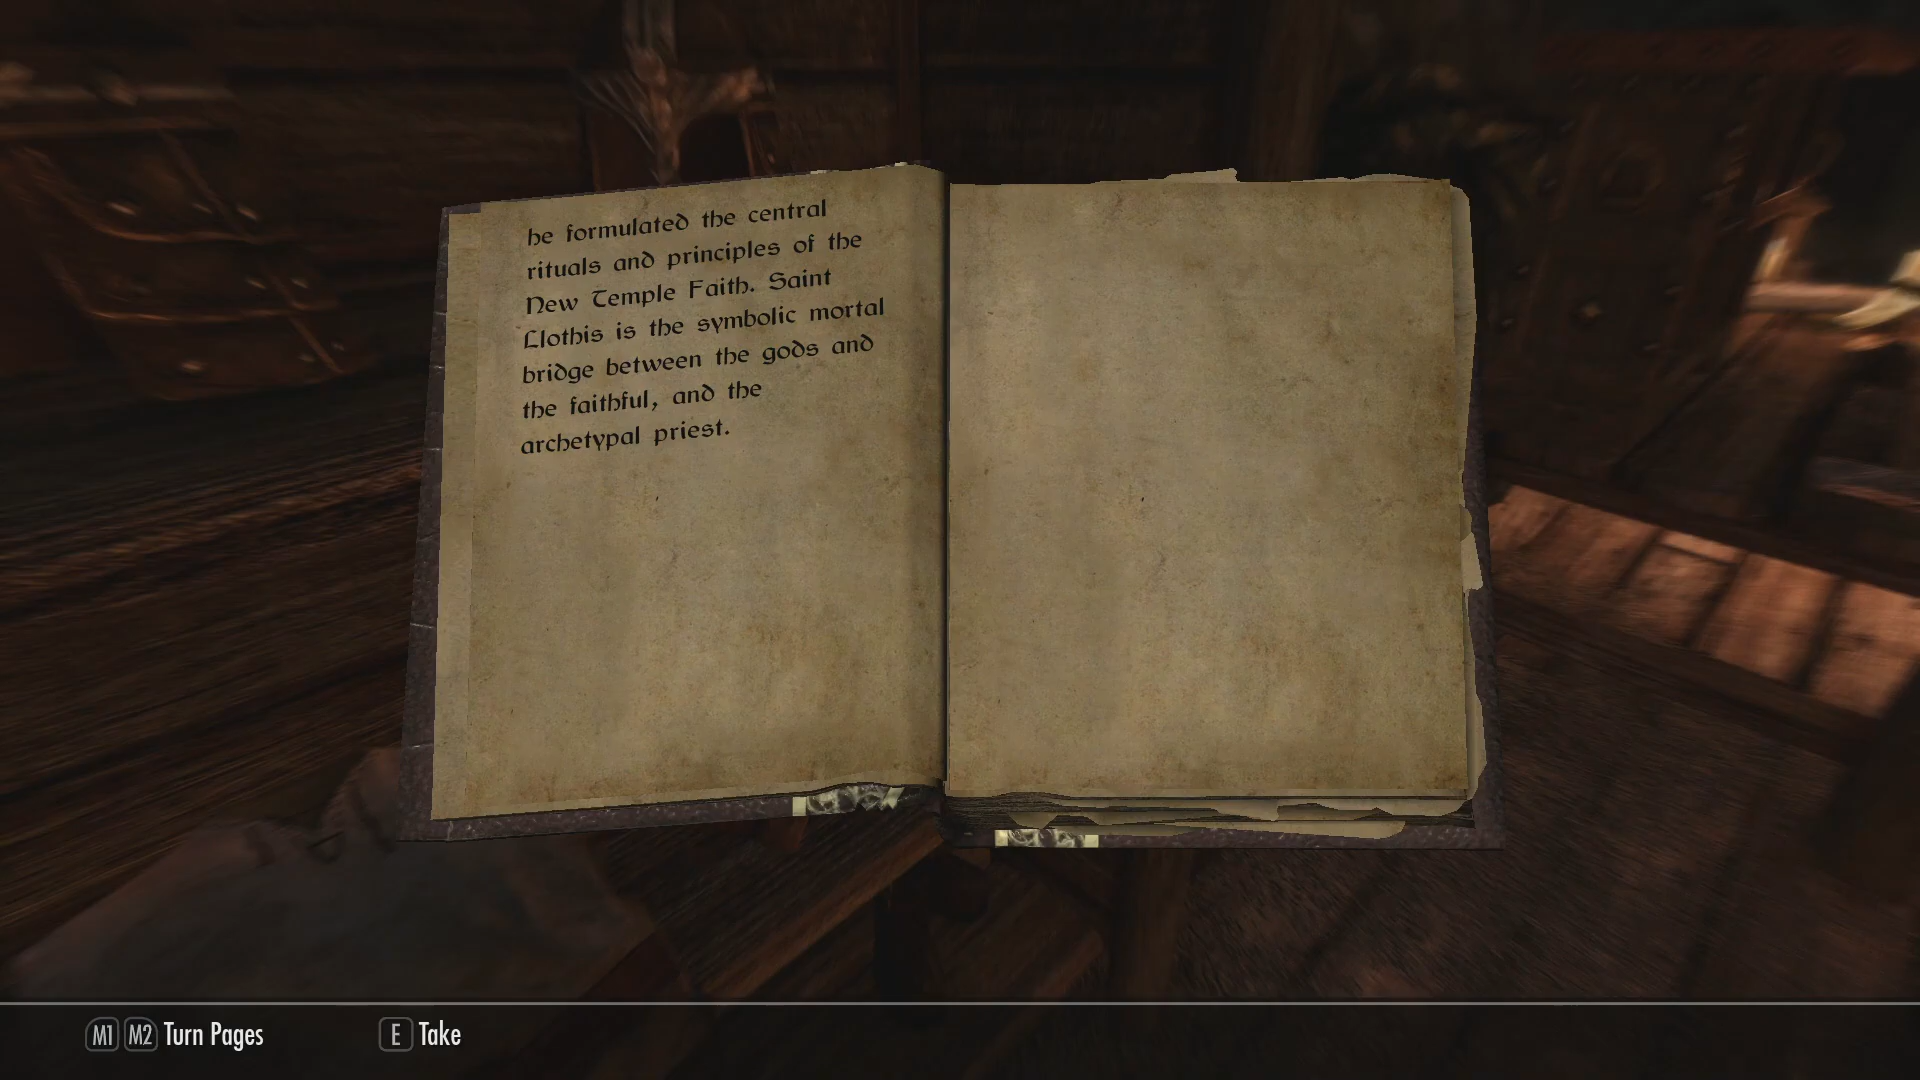 he formulated the central
rituals and principles of the
New Temple Faith. Saint
Llothis is the symbolic mortal
bridge between the gods and
the faithful, and the
archetypal priest.
M1 M2 Turn Pages
E Take